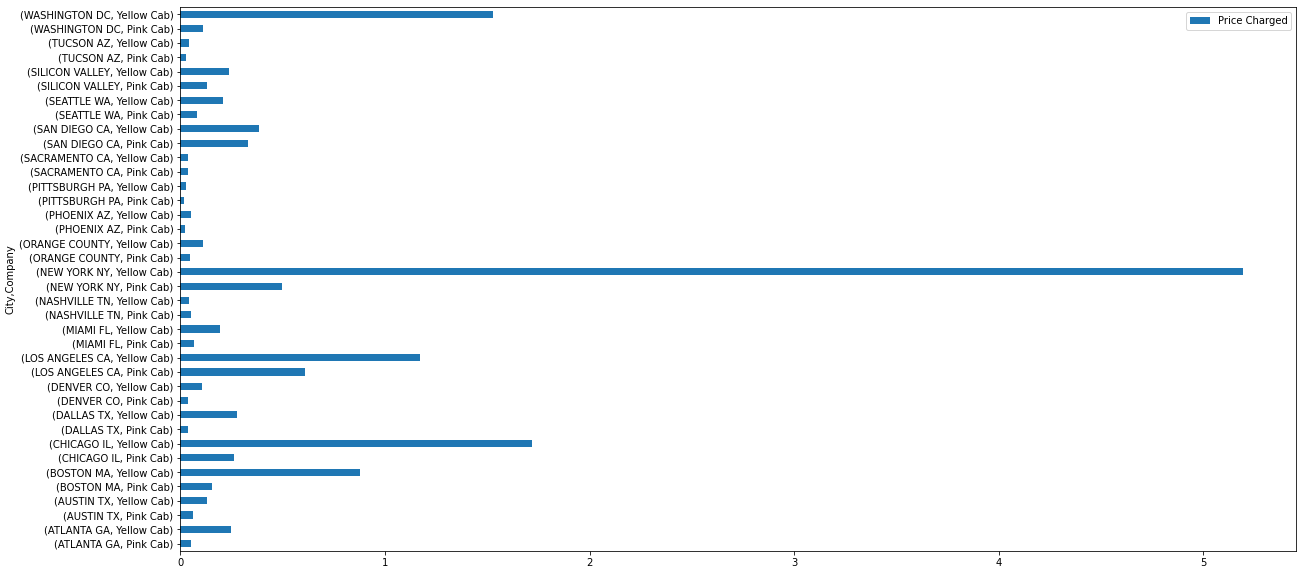 (WASHINGTON DC, Yellow Cab)
(WASHINGTON DC, Pink Cab)
(TUCSON AZ, Yellow Cab)
(TUCSON AZ, Pink Cab)
(SILICON VALLEY, Yellow Cab)
(SILICON VALLEY, Pink Cab)
(SEATTLE WA, Yellow Cab)
(SEATTLE WA, Pink Cab)
(SAN DIEGO CA, Yellow Cab)
(SAN DIEGO CA, Pink Cab)
(SACRAMENTO CA, Yellow Cab)
(SACRAMENTO CA, Pink Cab)
(PITTSBURGH PA, Yellow Cab)
(PITTSBURGH PA, Pink Cab)
(PHOENIX AZ, Yellow Cab)
(PHOENIX AZ, Pink Cab)
(ORANGE COUNTY, Yellow Cab)
(ORANGE COUNTY, Pink Cab)
(NEW YORK NY, Yellow Cab)
(NEW YORK NY, Pink Cab)
(NASHVILLE TN, Yellow Cab)
(NASHVILLE TN, Pink Cab)
(MIAMI FL, Yellow Cab)
(MIAMI FL, Pink Cab)
(LOS ANGELES CA, Yellow Cab)
(LOS ANGELES CA, Pink Cab)
(DENVER CO, Yellow Cab)
(DENVER CO, Pink Cab)
(DALLAS TX, Yellow Cab)
(DALLAS TX, Pink Cab)
(CHICAGO IL, Yellow Cab)
(CHICAGO IL, Pink Cab)
(BOSTON MA, Yellow Cab)
(BOSTON MA, Pink Cab)
(AUSTIN TX, Yellow Cab)
(AUSTIN TX, Pink Cab)
(ATLANTA GA, Yellow Cab)
(ATLANTA GA, Pink Cab)
City,Company
0 1 2 3 4 5
Price Charged